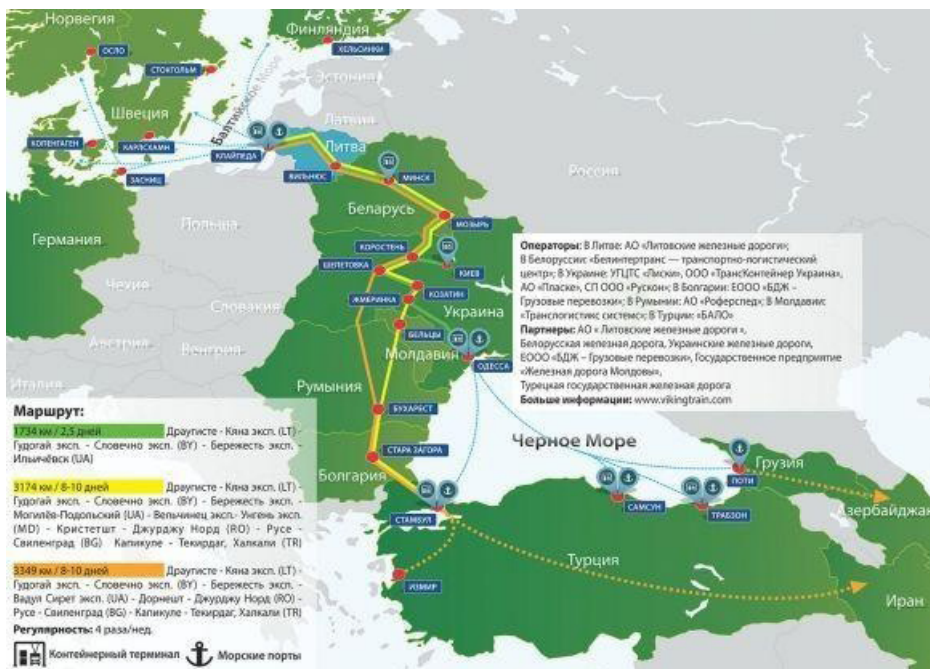 Норвегия
Финляндия
ОСЛО
ХЕЛЬСИНКИ
СТОКГОЛЬМ
Эстония
Швеция
Балтийское Море
Латвия
КОПЕНГАГЕН
КАРЛСХАМН
КЛАЙПЕДА
Литва
ЗАСНИЦ
ВИЛЬНЮС
МИНСК
Россия
Беларусь
Польша
МОЗЫРЬ
Германия
КОРОСТЕНЬ
ШЕПЕТОВКА
КИЕВ
Чехия
КОЗАТИН
Словакия
ЖМЕРИНКА
Украина
БЕЛЬЦЫ
Австрия
Венгрия
Молдавия
ОДЕССА
Италия
Румыния
Операторы: В Литве: АО «Литовские железные дороги»;
В Белоруссии: «Белинтертранс — транспортно-логистический
центр»; В Украине: УГЦТС «Лиски», ООО «ТрансКонтейнер Украина»,
АО «Пласке», СП ООО «Рускон»; В Болгарии: ЕООО «БДЖ –
Грузовые перевозки»; В Румынии: АО «Роферспед»; В Молдавии:
«Транслогистикс системс»; В Турции: «БАЛО»
Партнеры: АО « Литовские железные дороги »,
Белорусская железная дорога, Украинские железные дороги,
ЕООО «БДЖ – Грузовые перевозки», Государственное предприятие
«Железная дорога Молдовы»,
Турецкая государственная железная дорога
Больше информации: www.vikingtrain.com
БУХАРЕСТ
Черное Море
СТАРА ЗАГОРА
Болгария
Грузия
ПОТИ
СТАМБУЛ
САМСУН
ТРАБЗОН
Азербайджан
Турция
ИЗМИР
Иран
Маршрут:
1734 км / 2,5 дней Драугисте - Кяна эксп. (LT) -
Гудогай эксп. - Словечно эксп. (BY) - Бережесть эксп. -
Ильичёвск (UA)
3174 км / 8-10 дней Драугисте - Кяна эксп. (LT) -
Гудогай эксп. - Словечно эксп. (BY) - Бережесть эксп. -
Могилёв-Подольский (UA) - Вельчинец эксп.- Унгень эксп.
(MD) - Кристешт - Джурджу Норд (RO) - Русе -
Свиленград (BG) Капикуле - Текирдаг, Халкали (TR)
3349 км / 8-10 дней Драугисте - Кяна эксп. (LT) -
Гудогай эксп. - Словечно эксп. (BY) - Бережесть эксп. -
Вадул Сирет эксп. (UA) - Дорнешт - Джурджу Норд (RO) -
Русе - Свиленград (BG) - Капикуле - Текирдаг, Халкали (TR)
Регулярность: 4 раза/нед.
Контейнерный терминал
Морские порты